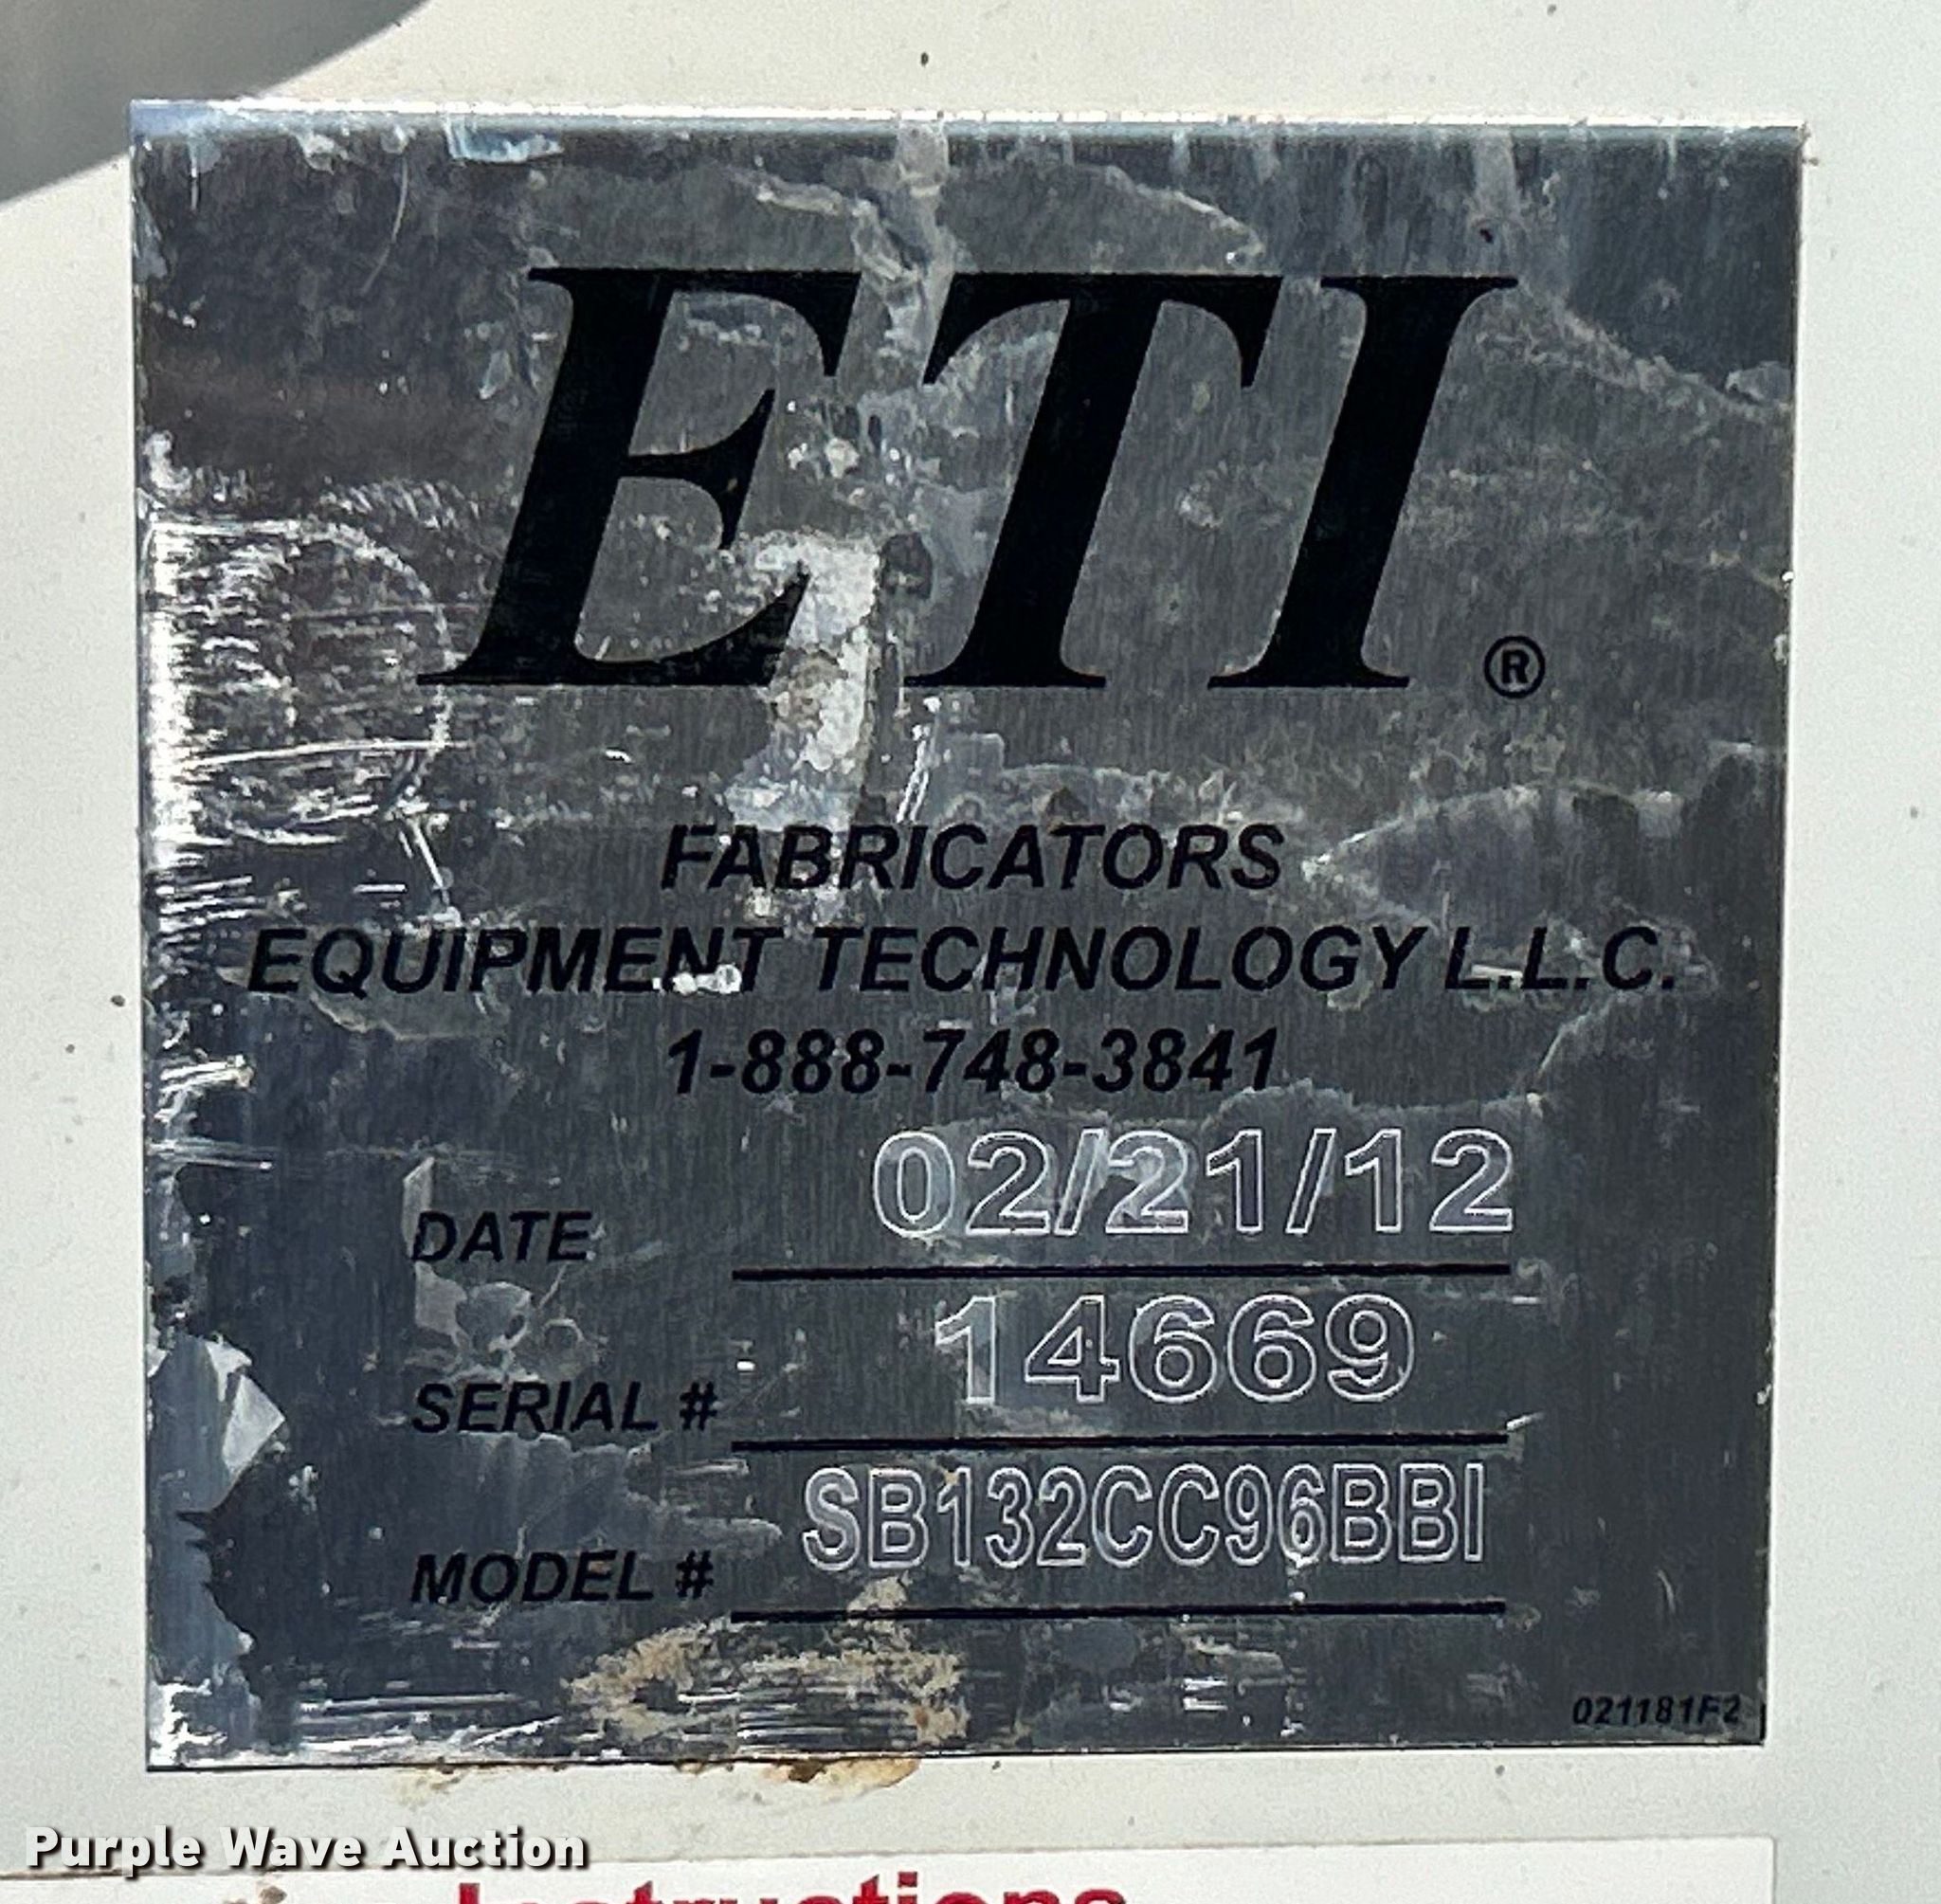 ETI®
FABRICATORS
EQUIPMENT TECHNOLOGY L.L.C.
1-888-748-3841
DATE 02/21/12
SERIAL # 14669
MODEL # SB132CC96BBI
021181F2
Purple Wave Auction
Instructions